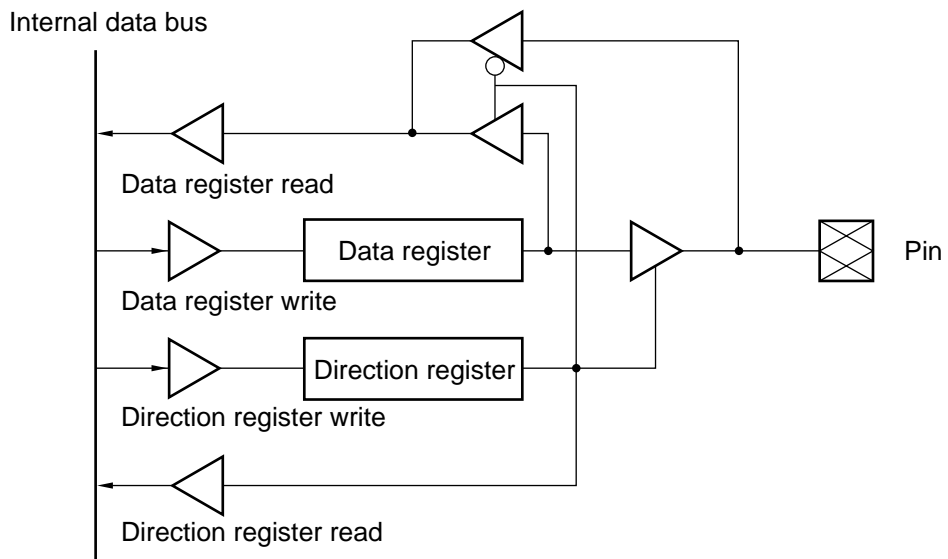 Internal data bus
Data register read
Data register
Pin
Data register write
Direction register
Direction register write
Direction register read